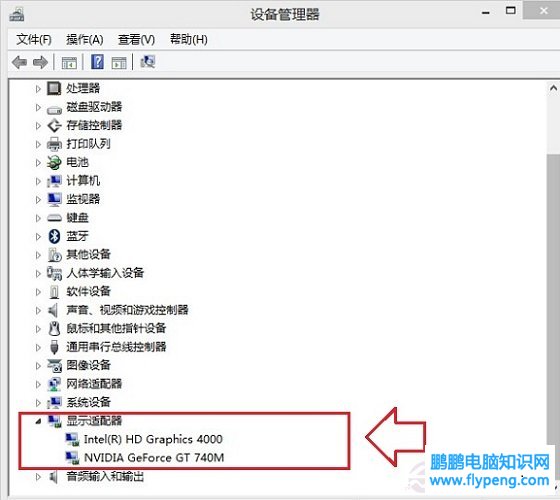 设备管理器
文件(F) 操作(A) 查看(V) 帮助(H)
处理器
磁盘驱动器
存储控制器
打印队列
电池
计算机
监视器
键盘
蓝牙
其他设备
人体学输入设备
软件设备
声音、视频和游戏控制器
鼠标和其他指针设备
通用串行总线控制器
图像设备
网络适配器
系统设备
显示适配器
Intel(R) HD Graphics 4000
NVIDIA GeForce GT 740M
音频输入和输出
鹏鹏电脑知识网
www.flypeng.com